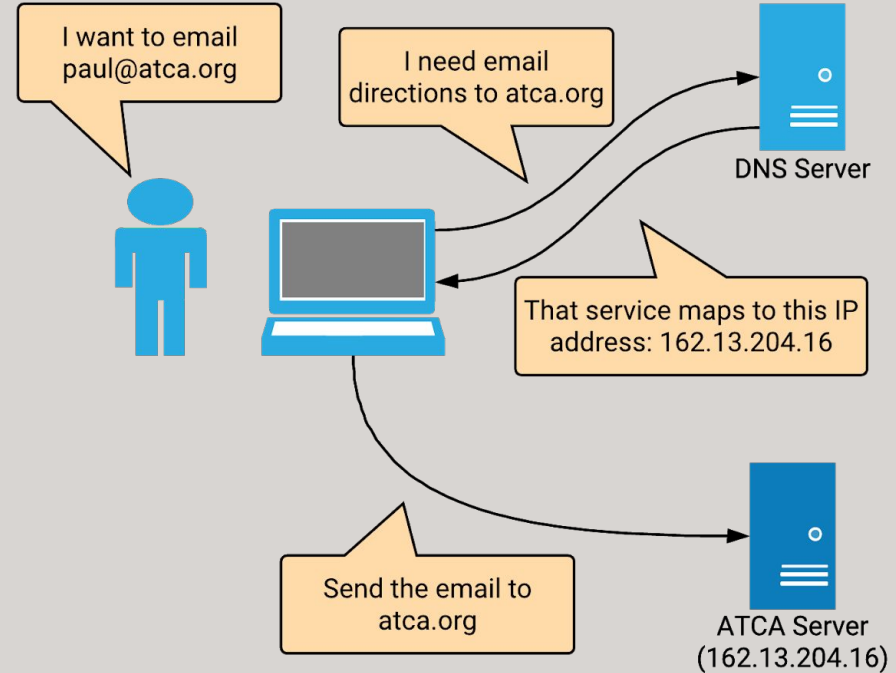 I want to email
paul@atca.org
I need email
directions to atca.org
DNS Server
That service maps to this IP
address: 162.13.204.16
Send the email to
atca.org
ATCA Server
(162.13.204.16)